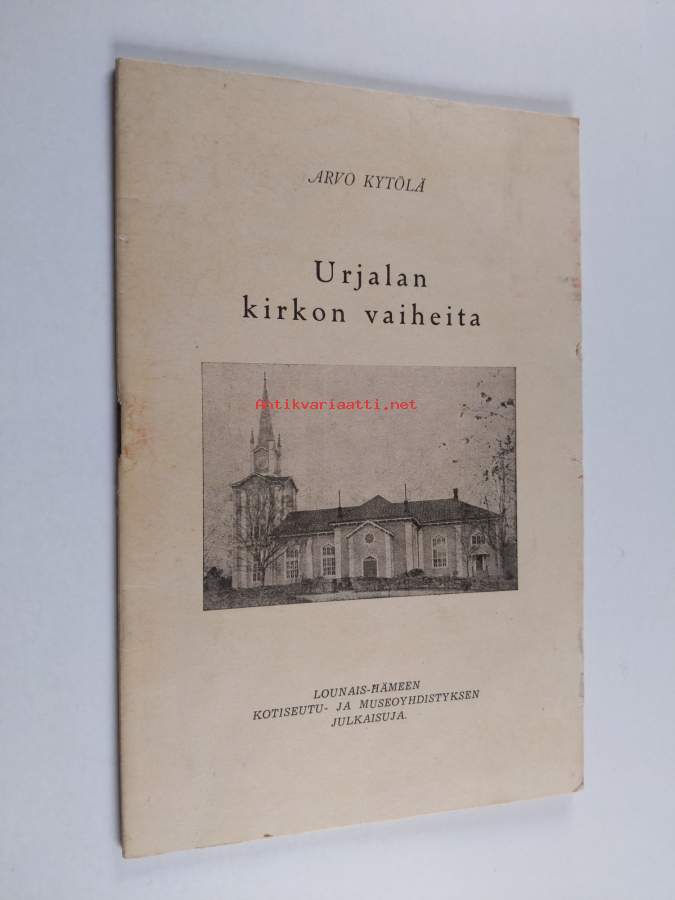 ARVO KYTÖLÄ
Urjalan
kirkon vaiheita
Antikvariaatti.net
LOUNAIS-HÄMEEN
KOTISEUTU- JA MUSEOYHDISTYKSEN
JULKAISUJA.